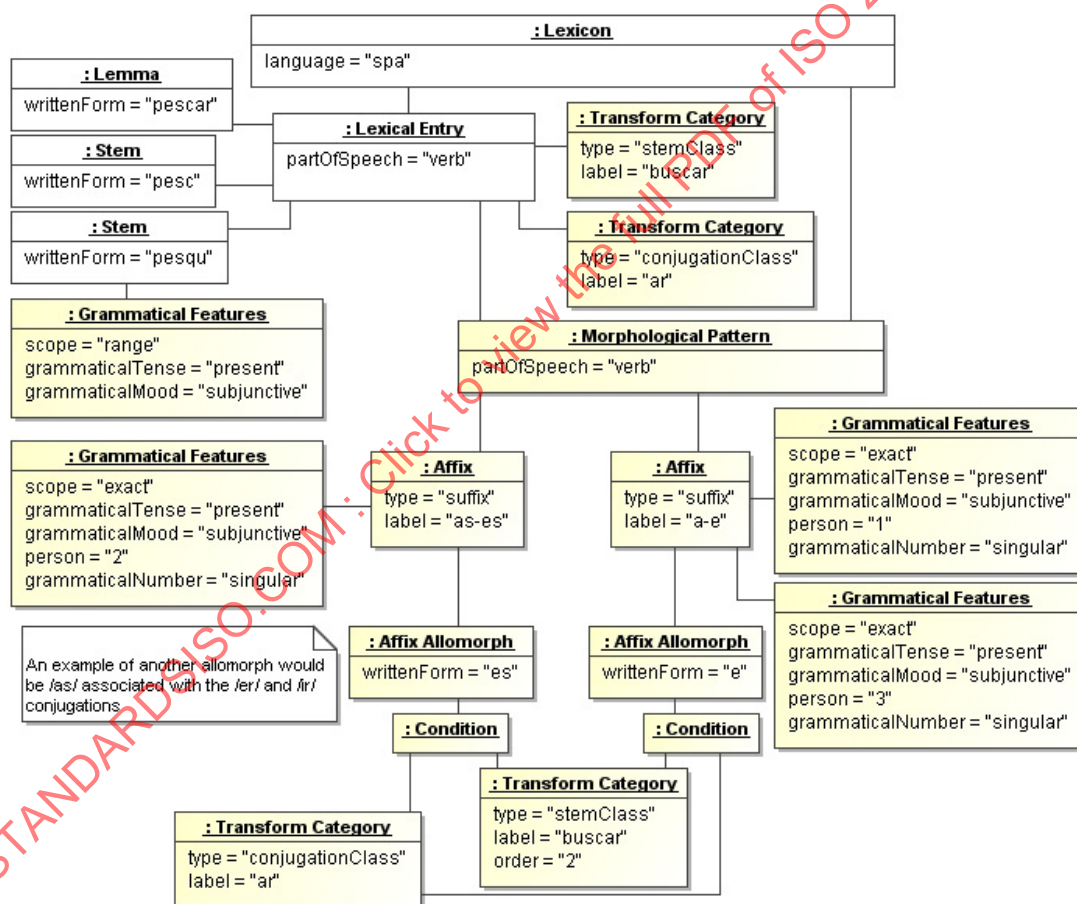 : Lexicon
language = "spa"
: Lemma
writtenForm = "pescar"
: Lexical Entry
partOfSpeech = "verb"
: Transform Category
type = "stemClass"
label = "buscar"
: Stem
writtenForm = "pesc"
: Stem
writtenForm = "pesqu"
: Transform Category
type = "conjugationClass"
label = "ar"
: Grammatical Features
scope = "range"
grammaticalTense = "present"
grammaticalMood = "subjunctive"
: Morphological Pattern
partOfSpeech = "verb"
: Grammatical Features
scope = "exact"
grammaticalTense = "present"
grammaticalMood = "subjunctive"
person = "2"
grammaticalNumber = "singular"
: Affix
type = "suffix"
label = "as-es"
: Affix
type = "suffix"
label = "a-e"
: Grammatical Features
scope = "exact"
grammaticalTense = "present"
grammaticalMood = "subjunctive"
person = "1"
grammaticalNumber = "singular"
: Grammatical Features
scope = "exact"
grammaticalTense = "present"
grammaticalMood = "subjunctive"
person = "3"
grammaticalNumber = "singular"
An example of another allomorph would
be /as/ associated with the /er/ and /ir/
conjugations
: Affix Allomorph
writtenForm = "es"
: Affix Allomorph
writtenForm = "e"
: Condition
: Condition
: Transform Category
type = "stemClass"
label = "buscar"
order = "2"
: Transform Category
type = "conjugationClass"
label = "ar"
STANDARDSISO.COM : Click to view the full PDF of ISO